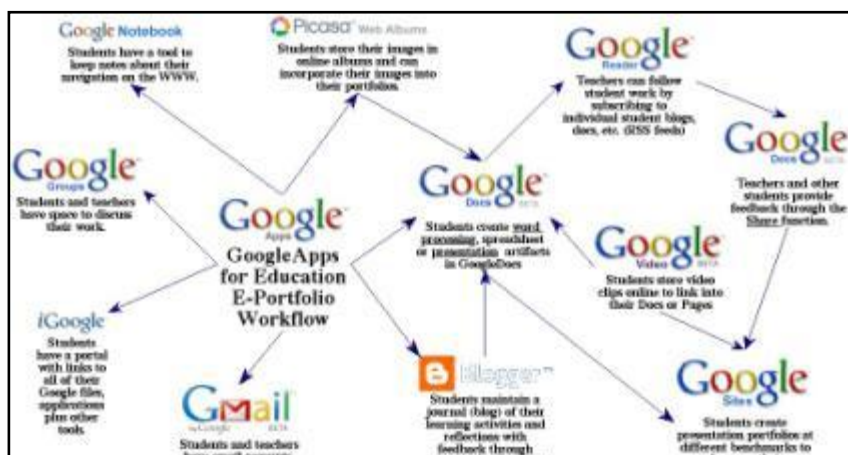 Google Notebook
Students have a tool to
keep notes about their
navigation on the WWW.
Picasa Web Albums
Students store their images in
online albums and can
incorporate their images into
their portfolios.
Google
Reader
Teachers can follow
student work by
subscribing to
individual student blogs,
docs, etc. (RSS feeds)
Google
Docs BETA
Teachers and other
students provide
feedback through the
Share function.
Google
Groups
Students and teachers
have space to discuss
their work.
Google
Apps
GoogleApps
for Education
E-Portfolio
Workflow
Google
Docs BETA
Students create word
processing, spreadsheet
or presentation artifacts
in GoogleDocs
Google
Video BETA
Students store video
clips online to link into
their Docs or Pages
iGoogle
Students
have a portal
with links to
all of their
Google files,
applications
plus other
tools.
Gmail
by Google BETA
Students and teachers
Blogger
Students maintain a
journal (blog) of their
learning activities and
reflections with
feedback through
Google
Sites
Students create
presentation portfolios at
different benchmarks to